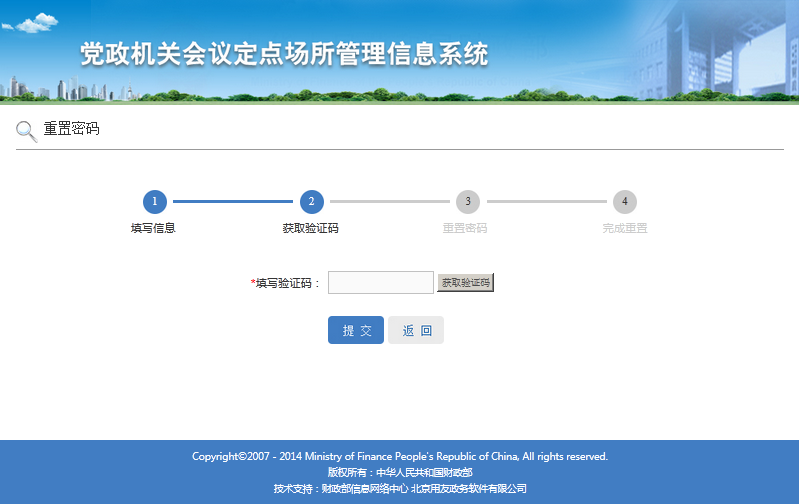 党政机关会议定点场所管理信息系统
重置密码
1 2 3 4
填写信息 获取验证码 重置密码 完成重置
*填写验证码： 获取验证码
提 交 返 回
Copyright©2007 - 2014 Ministry of Finance People's Republic of China, All rights reserved.
版权所有：中华人民共和国财政部
技术支持：财政部信息网络中心 北京用友政务软件有限公司